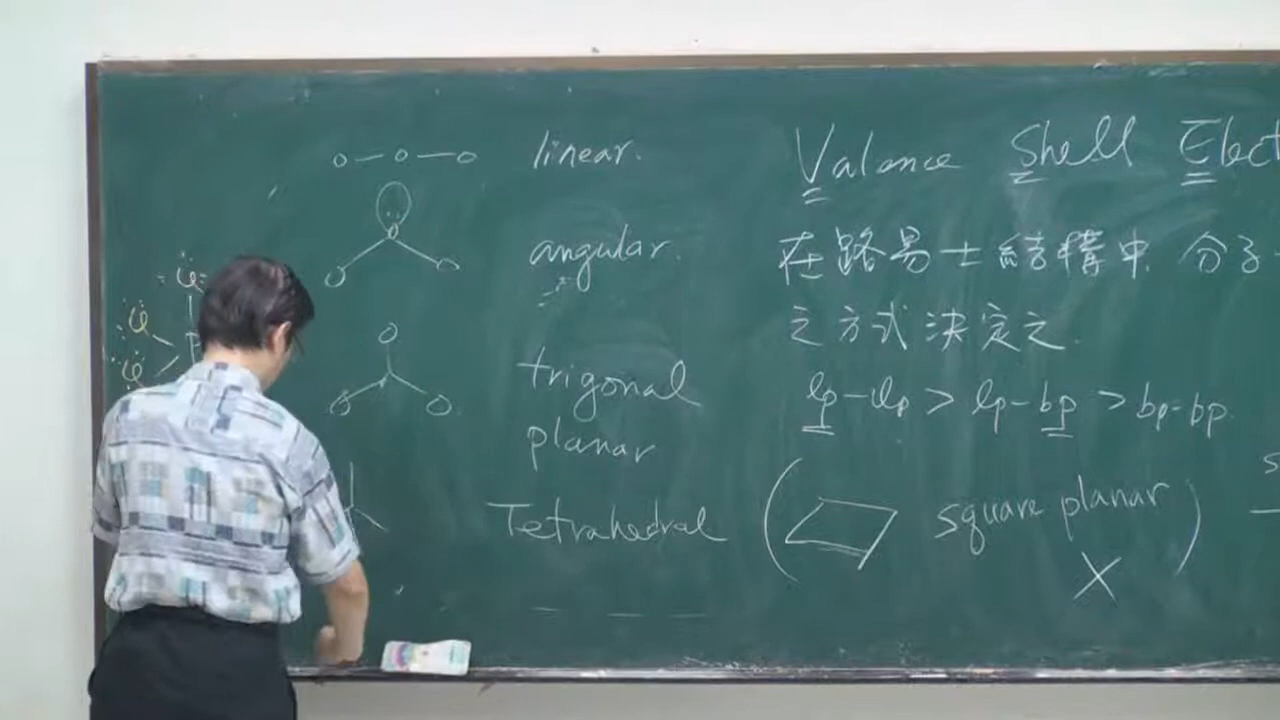 linear.
angular.
trigonal
planar
Tetrahedral
Valence Shell Elect
在路易士結構中 分子
之方式決定之.
lp-lp > lp-bp > bp-bp.
( square planar )
X